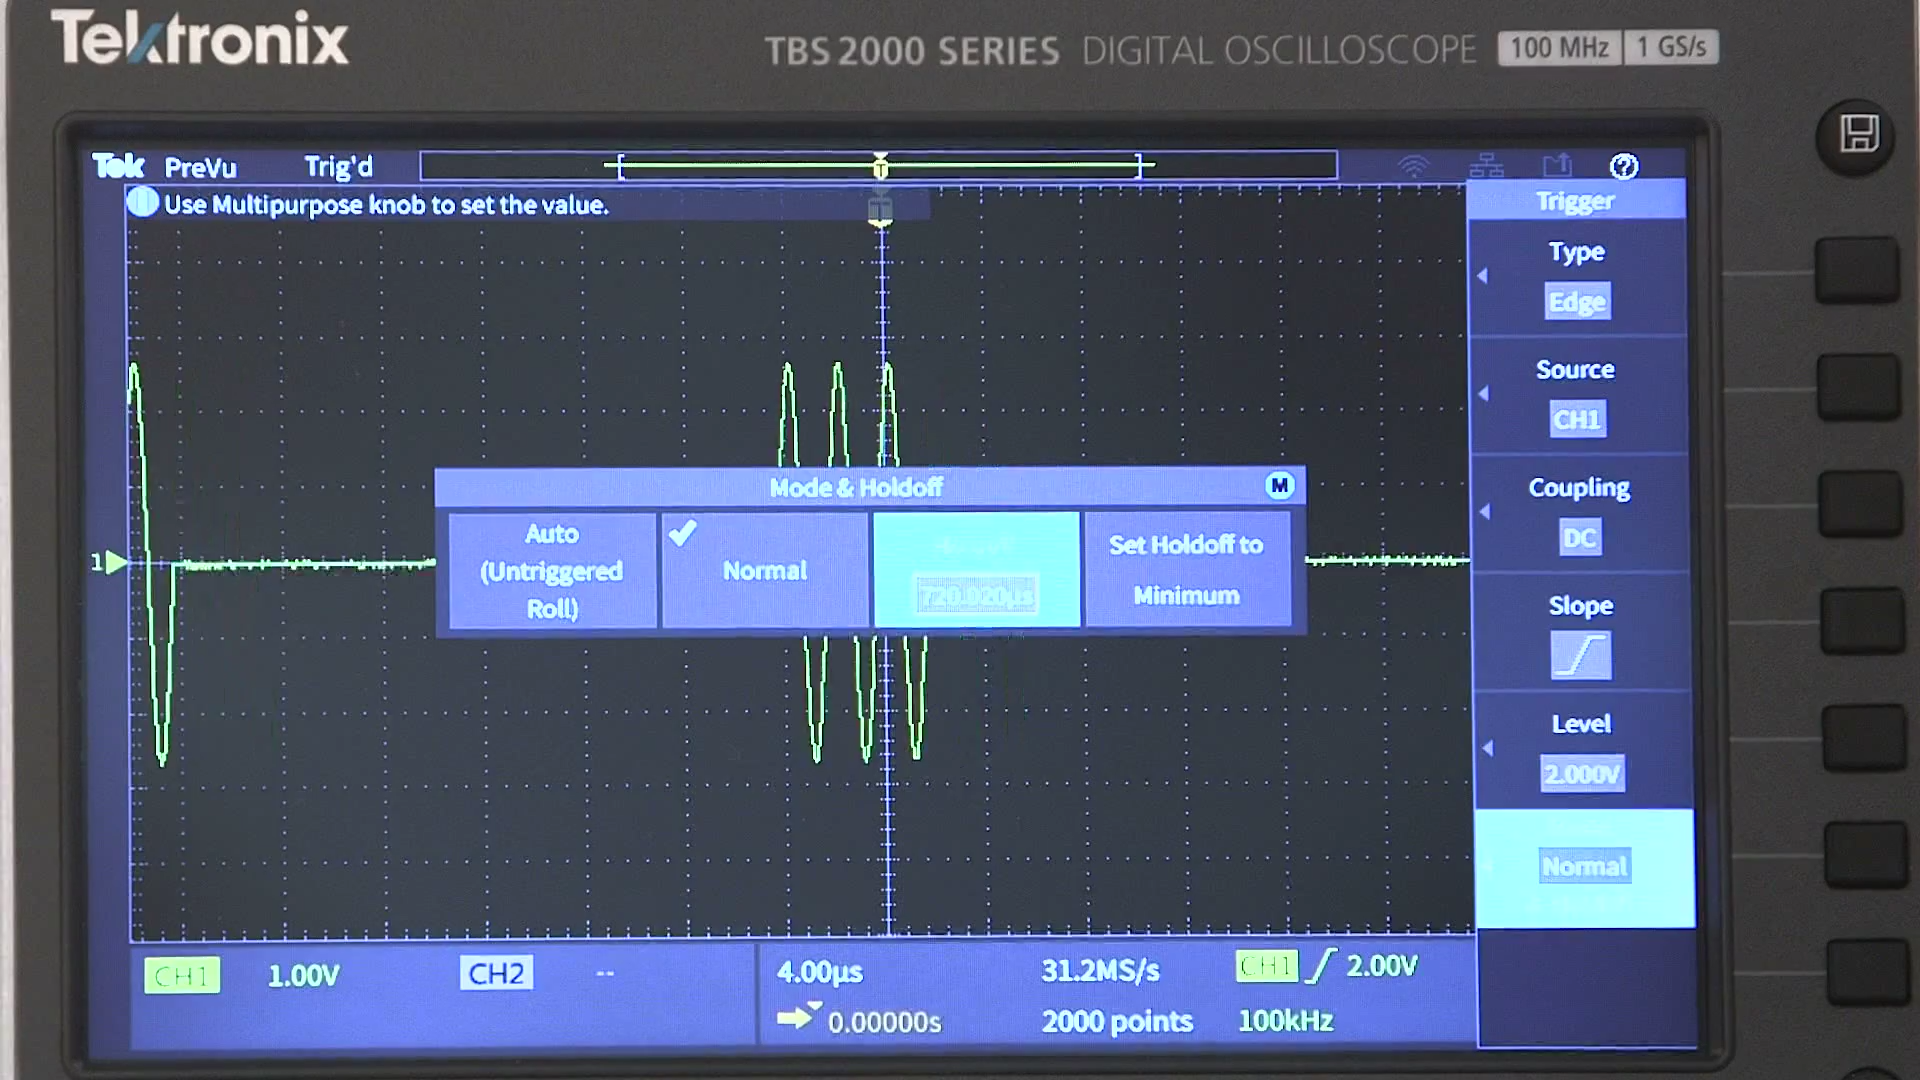 Tektronix
TBS 2000 SERIES DIGITAL OSCILLOSCOPE 100 MHz 1 GS/s
Tek PreVu Trig'd
Use Multipurpose knob to set the value.
Trigger
Type
Edge
Source
CH1
Coupling
DC
Slope
Level
2.000V
Normal
Mode & Holdoff M
Auto
(Untriggered
Roll)
Normal
720.020µs
Set Holdoff to
Minimum
1
CH1 1.00V CH2 -- 4.00µs 31.2MS/s CH1 2.00V
0.00000s 2000 points 100kHz